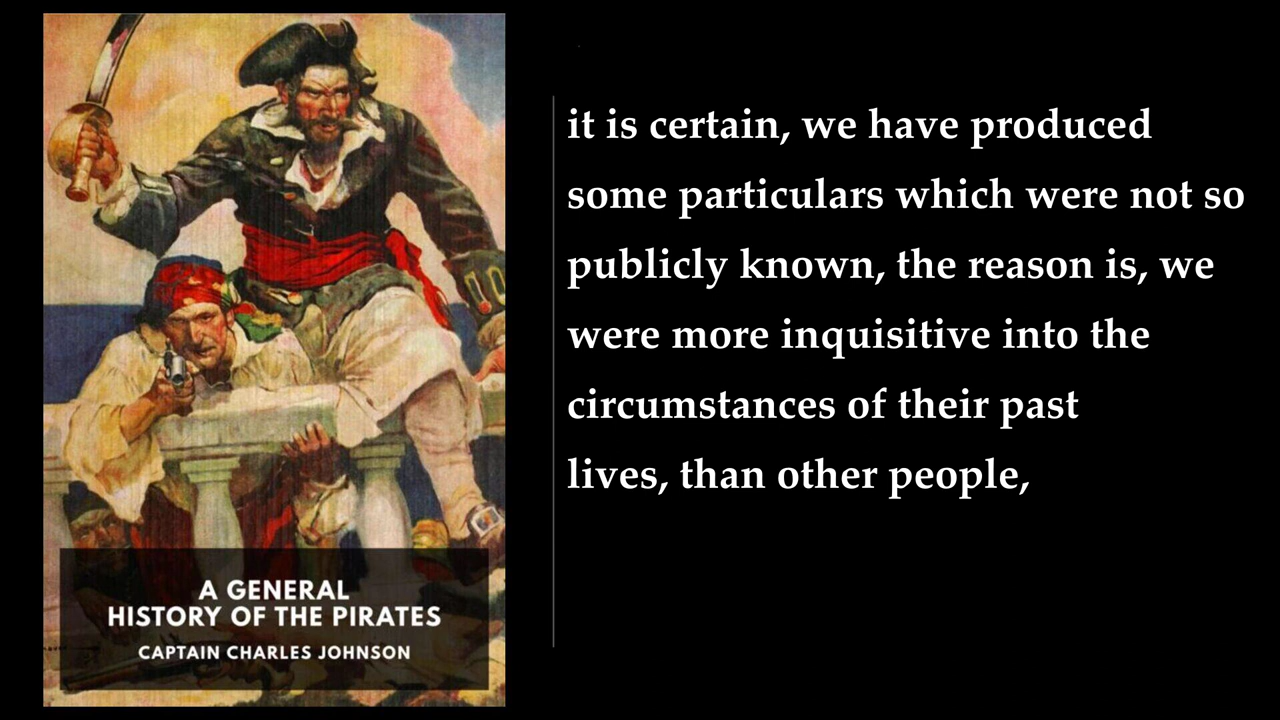 it is certain, we have produced
some particulars which were not so
publicly known, the reason is, we
were more inquisitive into the
circumstances of their past
lives, than other people,
A GENERAL
HISTORY OF THE PIRATES
CAPTAIN CHARLES JOHNSON